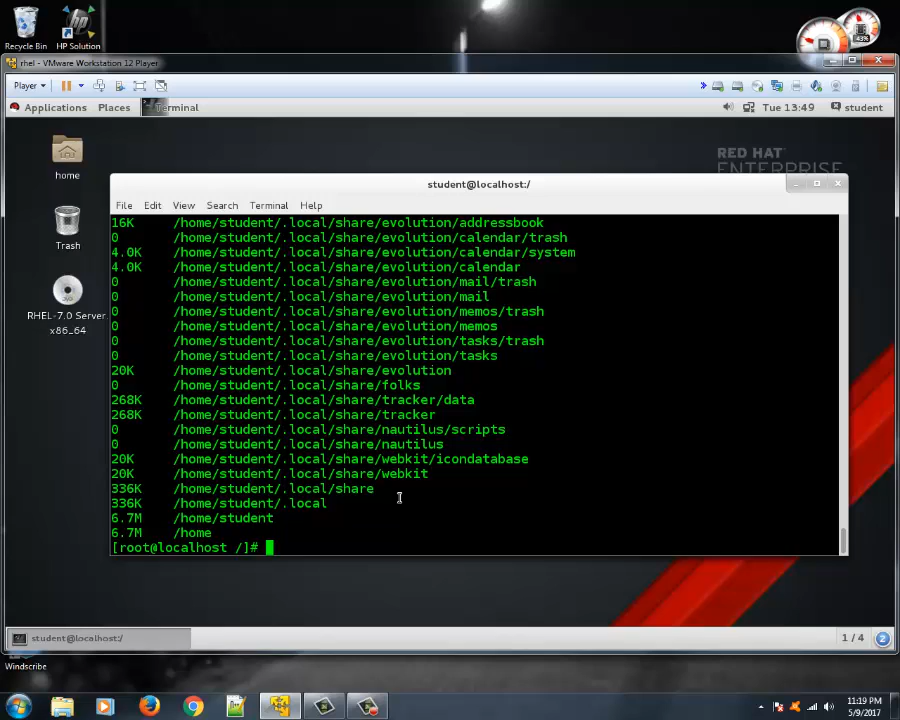 Recycle Bin
HP Solution
43%
rhel - VMware Workstation 12 Player
Player
Applications Places Terminal
Tue 13:49 student
RED HAT
ENTERPRISE
home
Trash
RHEL-7.0 Server.
x86_64
student@localhost:/
File Edit View Search Terminal Help
16K /home/student/.local/share/evolution/addressbook
0 /home/student/.local/share/evolution/calendar/trash
4.0K /home/student/.local/share/evolution/calendar/system
4.0K /home/student/.local/share/evolution/calendar
0 /home/student/.local/share/evolution/mail/trash
0 /home/student/.local/share/evolution/mail
0 /home/student/.local/share/evolution/memos/trash
0 /home/student/.local/share/evolution/memos
0 /home/student/.local/share/evolution/tasks/trash
0 /home/student/.local/share/evolution/tasks
20K /home/student/.local/share/evolution
0 /home/student/.local/share/folks
268K /home/student/.local/share/tracker/data
268K /home/student/.local/share/tracker
0 /home/student/.local/share/nautilus/scripts
0 /home/student/.local/share/nautilus
20K /home/student/.local/share/webkit/icondatabase
20K /home/student/.local/share/webkit
336K /home/student/.local/share
336K /home/student/.local
6.7M /home/student
6.7M /home
[root@localhost /]#
student@localhost:/
1 / 4 2
Windscribe
11:19 PM
5/9/2017